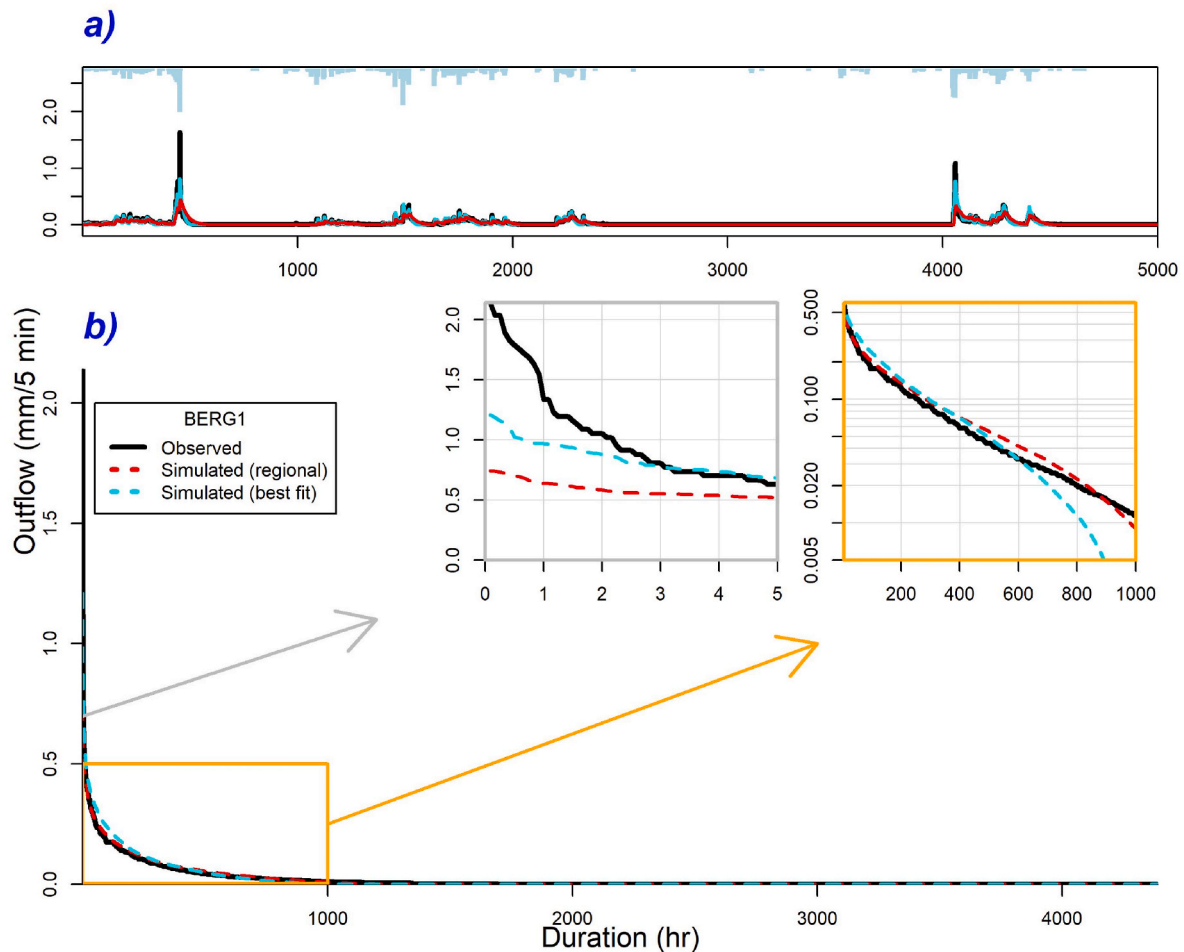 a)
2.0
1.0
0.0
1000 2000 3000 4000 5000
b)
Outflow (mm/5 min)
2.0
1.5
1.0
0.5
0.0
BERG1
Observed
Simulated (regional)
Simulated (best fit)
2.0
1.5
1.0
0.5
0.0
0 1 2 3 4 5
0.500
0.100
0.020
0.005
200 400 600 800 1000
1000 2000 3000 4000
Duration (hr)